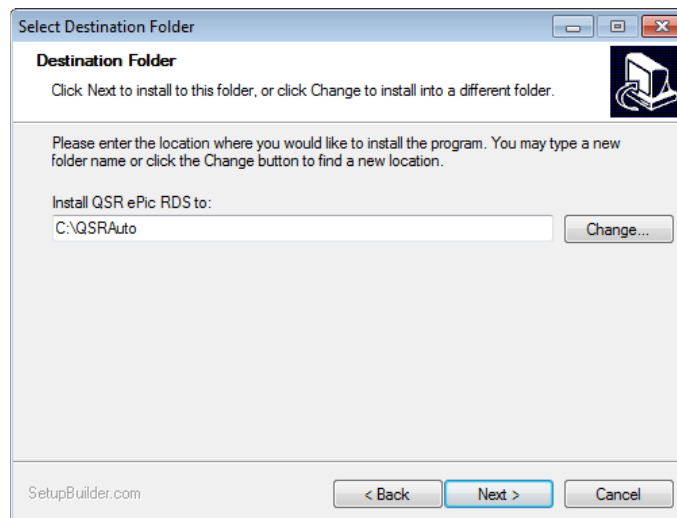 Select Destination Folder
Destination Folder
Click Next to install to this folder, or click Change to install into a different folder.
Please enter the location where you would like to install the program. You may type a new
folder name or click the Change button to find a new location.
Install QSR ePic RDS to:
C:\QSRAuto
Change...
SetupBuilder.com
< Back
Next >
Cancel